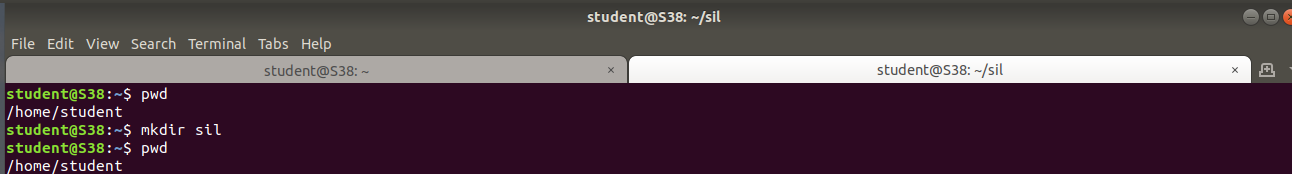 student@S38: ~/sil
File Edit View Search Terminal Tabs Help
student@S38: ~ × student@S38: ~/sil ×
student@S38:~$ pwd
/home/student
student@S38:~$ mkdir sil
student@S38:~$ pwd
/home/student